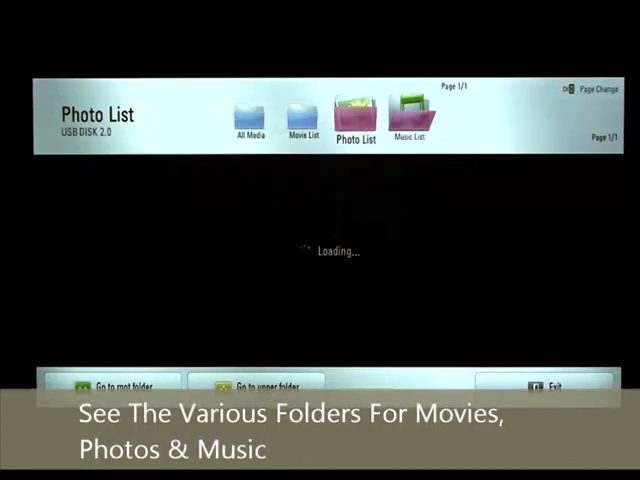 Page 1/1
Page Change
Photo List
USB DISK 2.0
All Media
Movie List
Photo List
Music List
Page 1/1
Loading...
Go to root folder
Go to upper folder
Exit
See The Various Folders For Movies,
Photos & Music